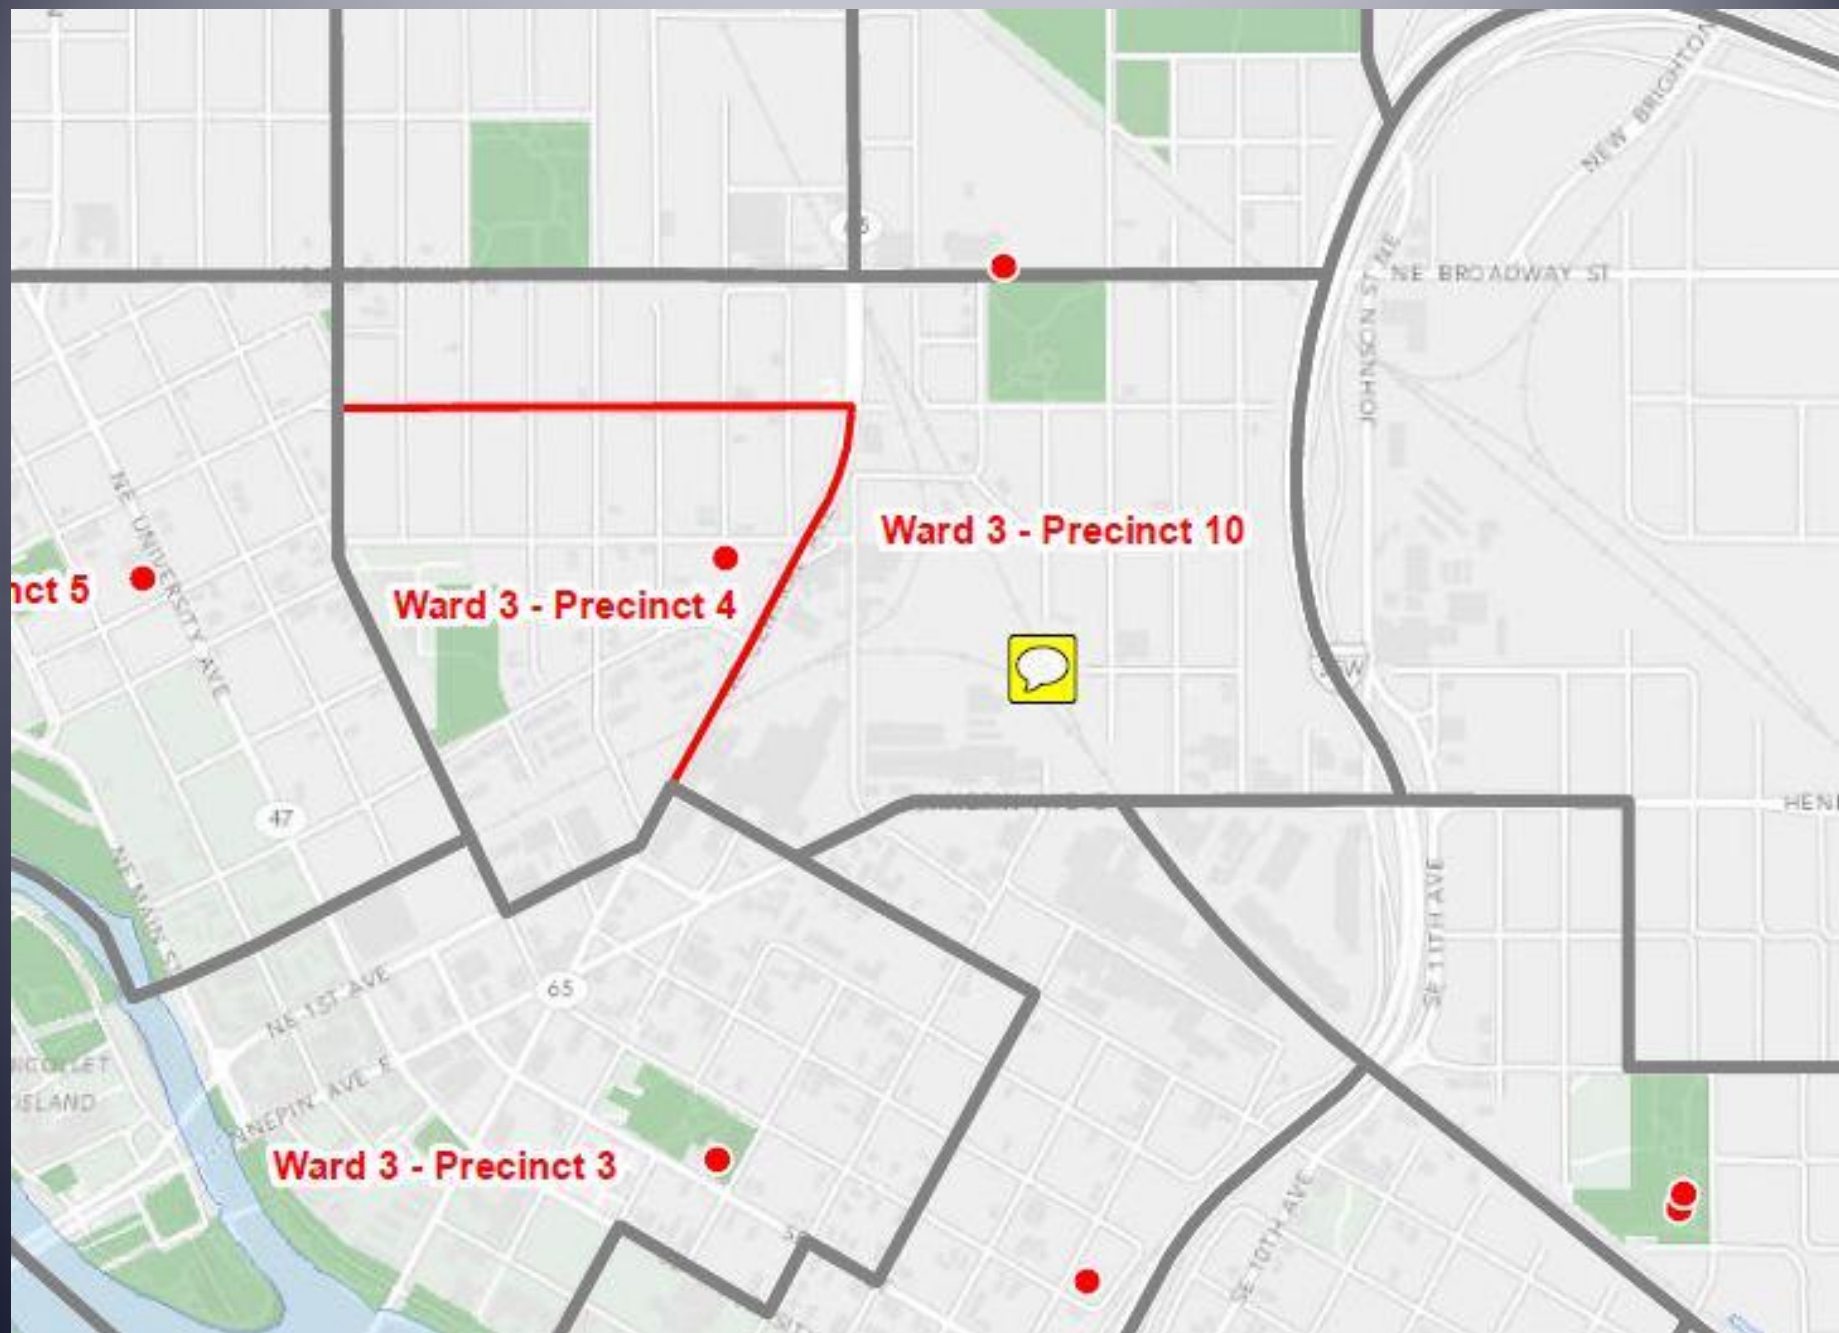 NEW BRIGHTON
NE BROADWAY ST
JOHNSON ST NE
NE UNIVERSITY AVE
Ward 3 - Precinct 10
nct 5
Ward 3 - Precinct 4
47
HEN
NE MAIN ST
SE 11TH AVE
65
NE 1ST AVE
ISLAND
NNEPIN AVE E
Ward 3 - Precinct 3
SE 10TH AVE